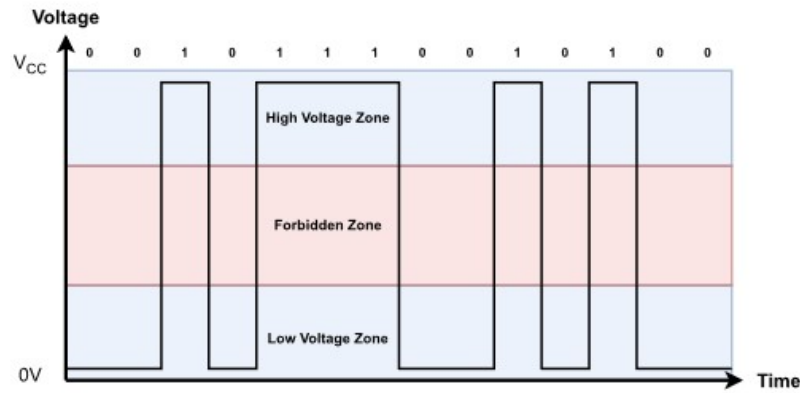 Voltage
0 0 1 0 1 1 1 0 0 1 0 1 0 0
VCC
High Voltage Zone
Forbidden Zone
Low Voltage Zone
0V
Time